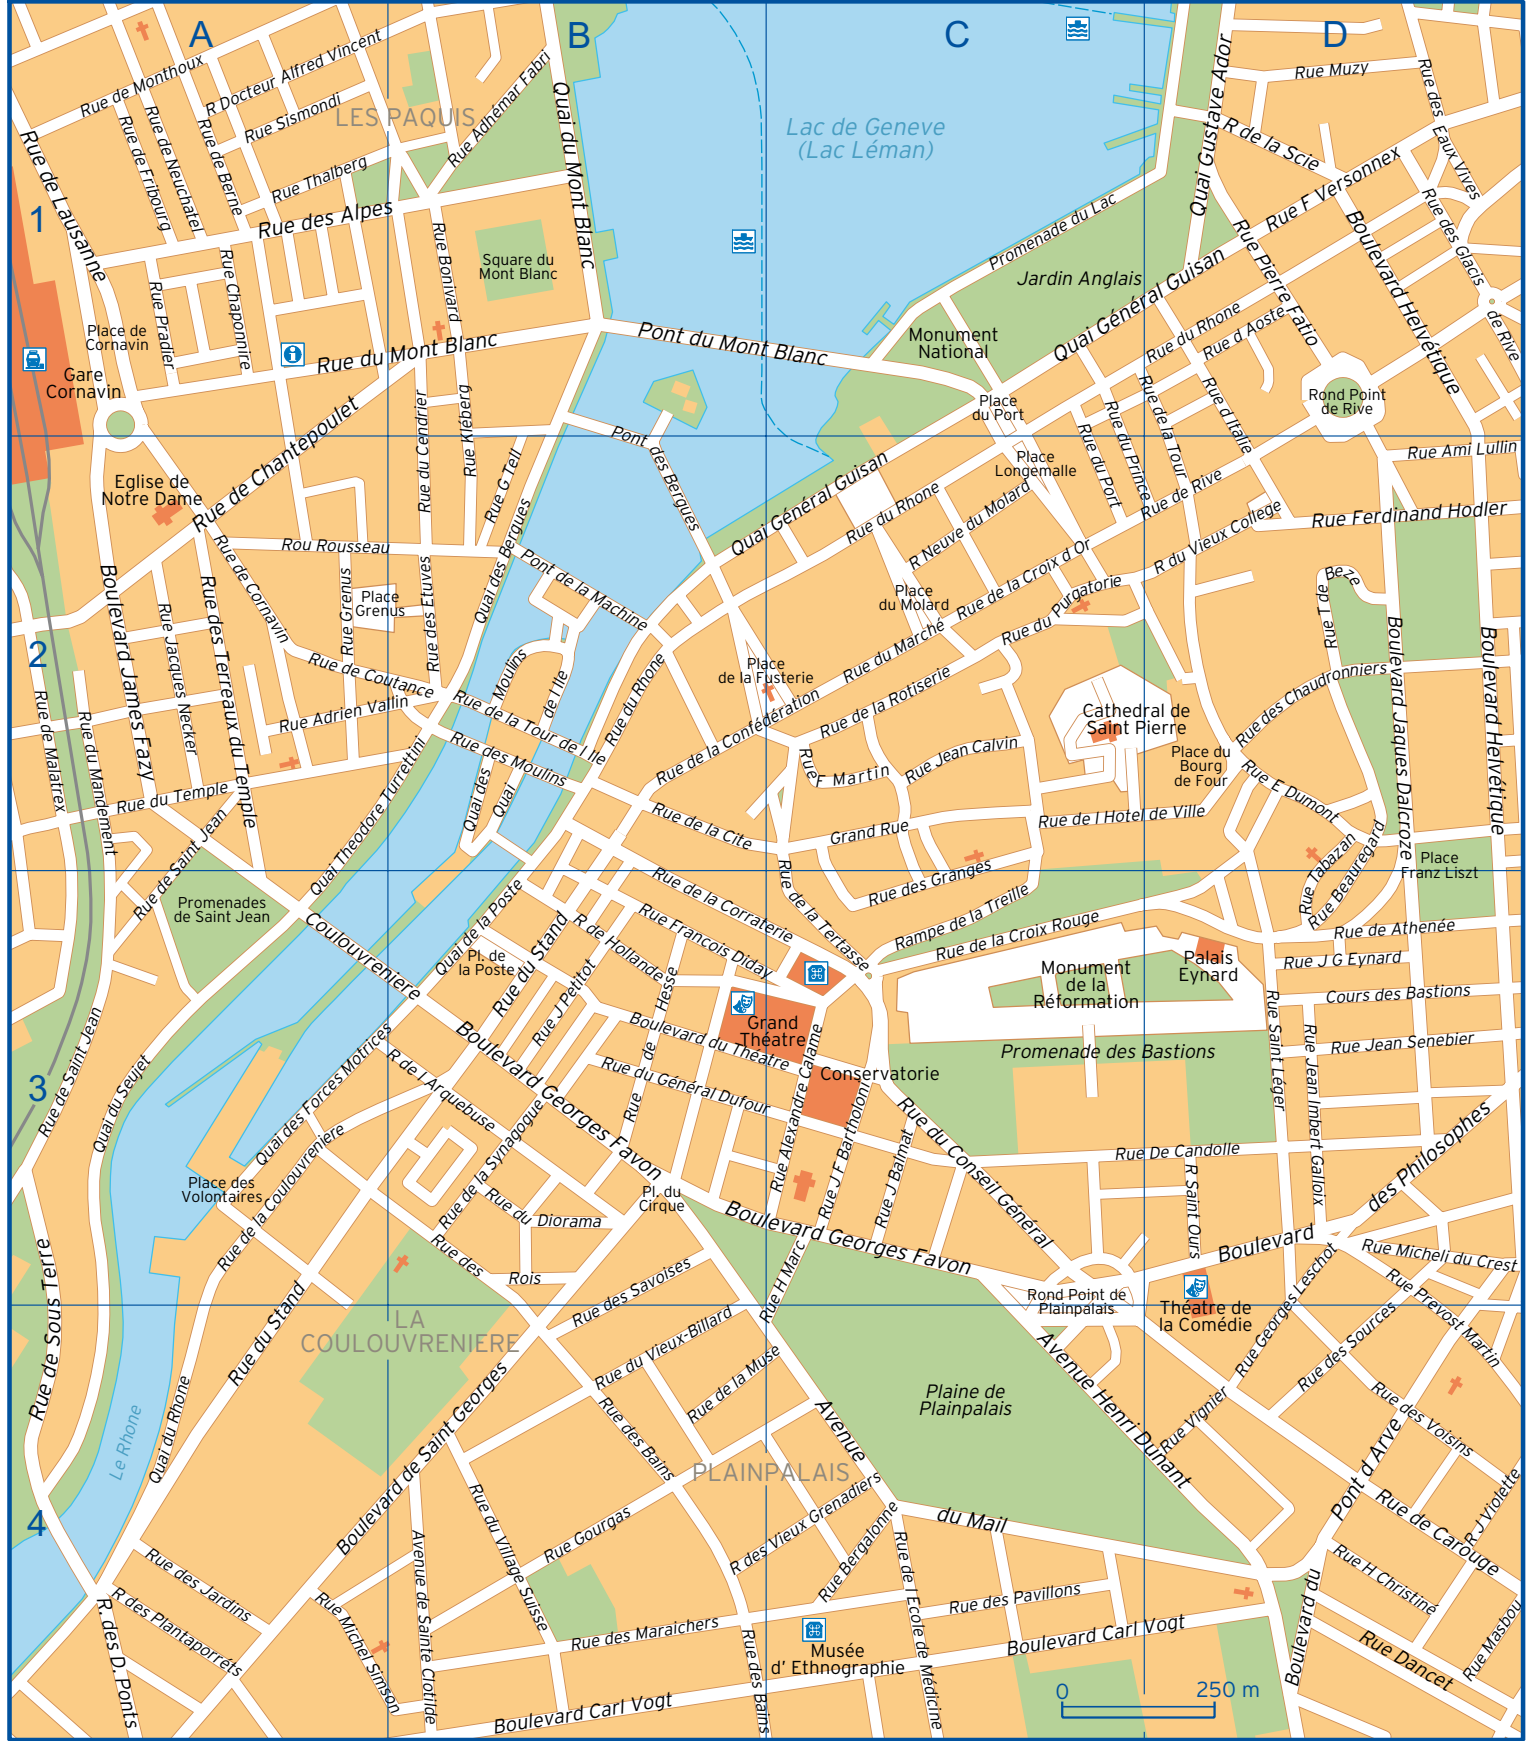 A
B
C
D
1
2
3
4
Rue de Monthoux
R Docteur Alfred Vincent
Rue Sismondi
LES PAQUIS
Rue Adhémar Fabri
Quai du Mont Blanc
Rue de Lausanne
Rue de Fribourg
Rue de Neuchatel
Rue de Berne
Rue Thalberg
Rue des Alpes
Rue Bonivard
Square du
Mont Blanc
Rue Chaponnire
Rue Pradier
Place de
Cornavin
Gare
Cornavin
Rue du Mont Blanc
Pont du Mont Blanc
Lac de Geneve
(Lac Léman)
Promenade du Lac
Jardin Anglais
Monument
National
Quai Gustave Ador
Rue Muzy
R de la Scie
Rue des Eaux Vives
Rue F Versonnex
Rue des Glacis
de Rive
Boulevard Helvétique
Rue Pierre Fatio
Quai Général Guisan
Rue du Rhone
Rue d Aoste
Rond Point
de Rive
Place
du Port
Rue d'Italie
Rue de la Tour
Rue du Prince
Rue du Port
Place
Longemalle
Rue de Rive
Rue Ami Lullin
Rue Ferdinand Hodler
Rue de Chantepoulet
Rue du Cendrier
Rue Kléberg
Rue G Tell
Pont des Bergues
Quai Général Guisan
Rue du Rhone
R Neuve du Molard
R du Vieux College
Eglise de
Notre Dame
Rou Rousseau
Rue de Cornavin
Rue Grenus
Place
Grenus
Rue des Etuves
Quai des Bergues
Pont de la Machine
Place
du Molard
Rue de la Croix d Or
Rue du Purgatorie
Rue T de Beze
Boulevard James Fazy
Rue Jacques Necker
Rue des Terreaux du Temple
Rue de Coutance
Rue Adrien Vallin
Moulins
de l Ile
Rue de la Tour de l Ile
Rue des Moulins
Quai des
Quai
Rue du Rhone
Place
de la Fusterie
Rue du Marché
Rue de la Confédération
Rue de la Rotiserie
Rue
F Martin
Rue Jean Calvin
Cathedral de
Saint Pierre
Place du
Bourg
de Four
Rue des Chaudronniers
Boulevard Jaques Dalcroze
Boulevard Helvétique
Rue de Malatrex
Rue du Mandement
Rue du Temple
Rue de Saint Jean
Quai Theodore Turrettini
Rue de la Cite
Grand Rue
Rue de l Hotel de Ville
Rue E Dumont
Rue Tabazan
Rue Beauregard
Place
Franz Liszt
Promenades
de Saint Jean
Coulouvreniere
Quai de la Poste
Pl. de
la Poste
Rue du Stand
R de Hollande
Rue J Petitot
Rue Francois Diday
Rue de la Corraterie
Rue de la Tertasse
Rue des Granges
Rampe de la Treille
Rue de la Croix Rouge
Rue de Hesse
Boulevard du Théatre
Grand
Théatre
Conservatorie
Monument
de la
Réformation
Palais
Eynard
Rue de Athenée
Rue J G Eynard
Cours des Bastions
Rue Jean Senebier
Rue Saint Léger
Rue Jean Imbert Galloix
Promenade des Bastions
Rue de Saint Jean
Quai du Seujet
Quai des Forces Motrices
R de l Arquebuse
Boulevard Georges Favon
Rue du Général Dufour
Rue Alexandre Calame
Rue J F Bartholoni
R J Balmat
Rue du Conseil Général
Rue De Candolle
R Saint Ours
Boulevard des Philosophes
Place des
Volontaires
Rue de la Coulouvreniere
Rue de la Synagogue
Rue du Diorama
Pl. du
Cirque
Boulevard Georges Favon
Rue des Rois
Rue des Savoises
Rue H Marc
Rond Point de
Plainpalais
Théatre de
la Comédie
Rue Micheli du Crest
Rue Prevost Martin
Rue Georges Leschot
Rue des Sources
Rue de Sous Terre
Le Rhone
Quai du Rhone
Rue du Stand
LA
COULOUVRENIERE
Rue du Vieux-Billard
Rue de la Muse
Rue des Bains
Boulevard de Saint Georges
Plaine de
Plainpalais
Avenue Henri Dunant
Rue Vignier
Rue des Voisins
PLAINPALAIS
Avenue du Mail
Boulevard du Pont d Arve
Rue de Carouge
R J Violette
Rue H Christiné
Rue Masbou
Rue Dancet
Rue des Jardins
R des Plantaporréts
R. des D. Ponts
Rue Michel Simson
Avenue de Sainte Clotilde
Rue du Village Suisse
Rue Gourgas
R des Vieux Grenadiers
Rue Bergalonne
Rue de l Ecole de Médicine
Rue des Pavillons
Rue des Maraichers
Rue des Bains
Musée
d' Ethnographie
Boulevard Carl Vogt
Boulevard Carl Vogt
0 250 m